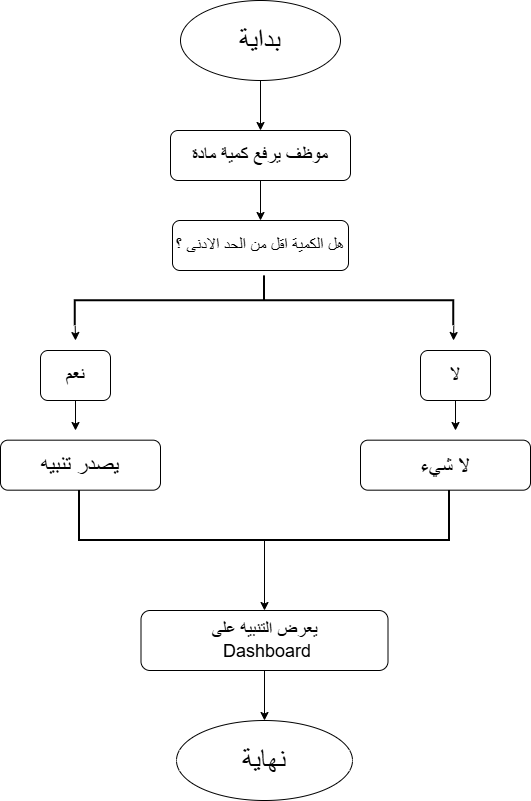 بداية
موظف يرفع كمية مادة
هل الكمية اقل من الحد الادنى ؟
نعم
لا
يصدر تنبيه
لا شيء
يعرض التنبيه على
Dashboard
نهاية